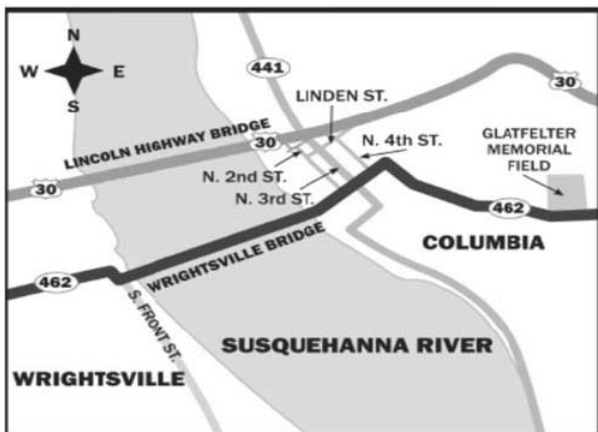 N
W E
S
441
LINDEN ST.
30
LINCOLN HIGHWAY BRIDGE
30
N. 4th ST.
GLATFELTER
MEMORIAL
FIELD
N. 2nd ST.
30
N. 3rd ST.
462
COLUMBIA
WRIGHTSVILLE BRIDGE
462
S. FRONT ST.
SUSQUEHANNA RIVER
WRIGHTSVILLE